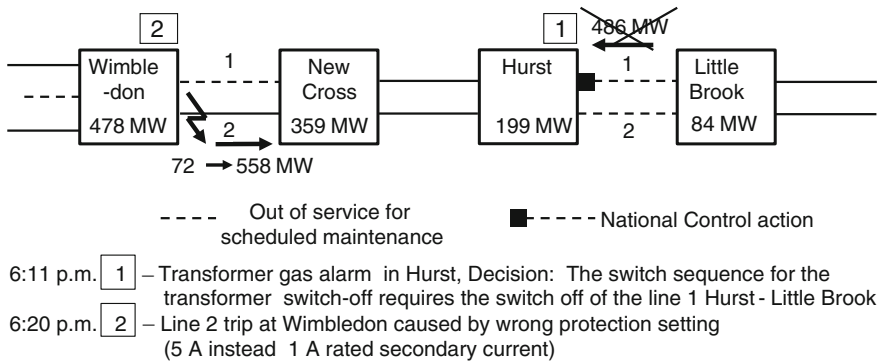 2
1
486 MW
Wimble
-don
478 MW
1
2
New
Cross
359 MW
Hurst
199 MW
1
2
Little
Brook
84 MW
72 558 MW
Out of service for
scheduled maintenance
National Control action
6:11 p.m. 1 – Transformer gas alarm in Hurst, Decision: The switch sequence for the
transformer switch-off requires the switch off of the line 1 Hurst - Little Brook
6:20 p.m. 2 – Line 2 trip at Wimbledon caused by wrong protection setting
(5 A instead 1 A rated secondary current)